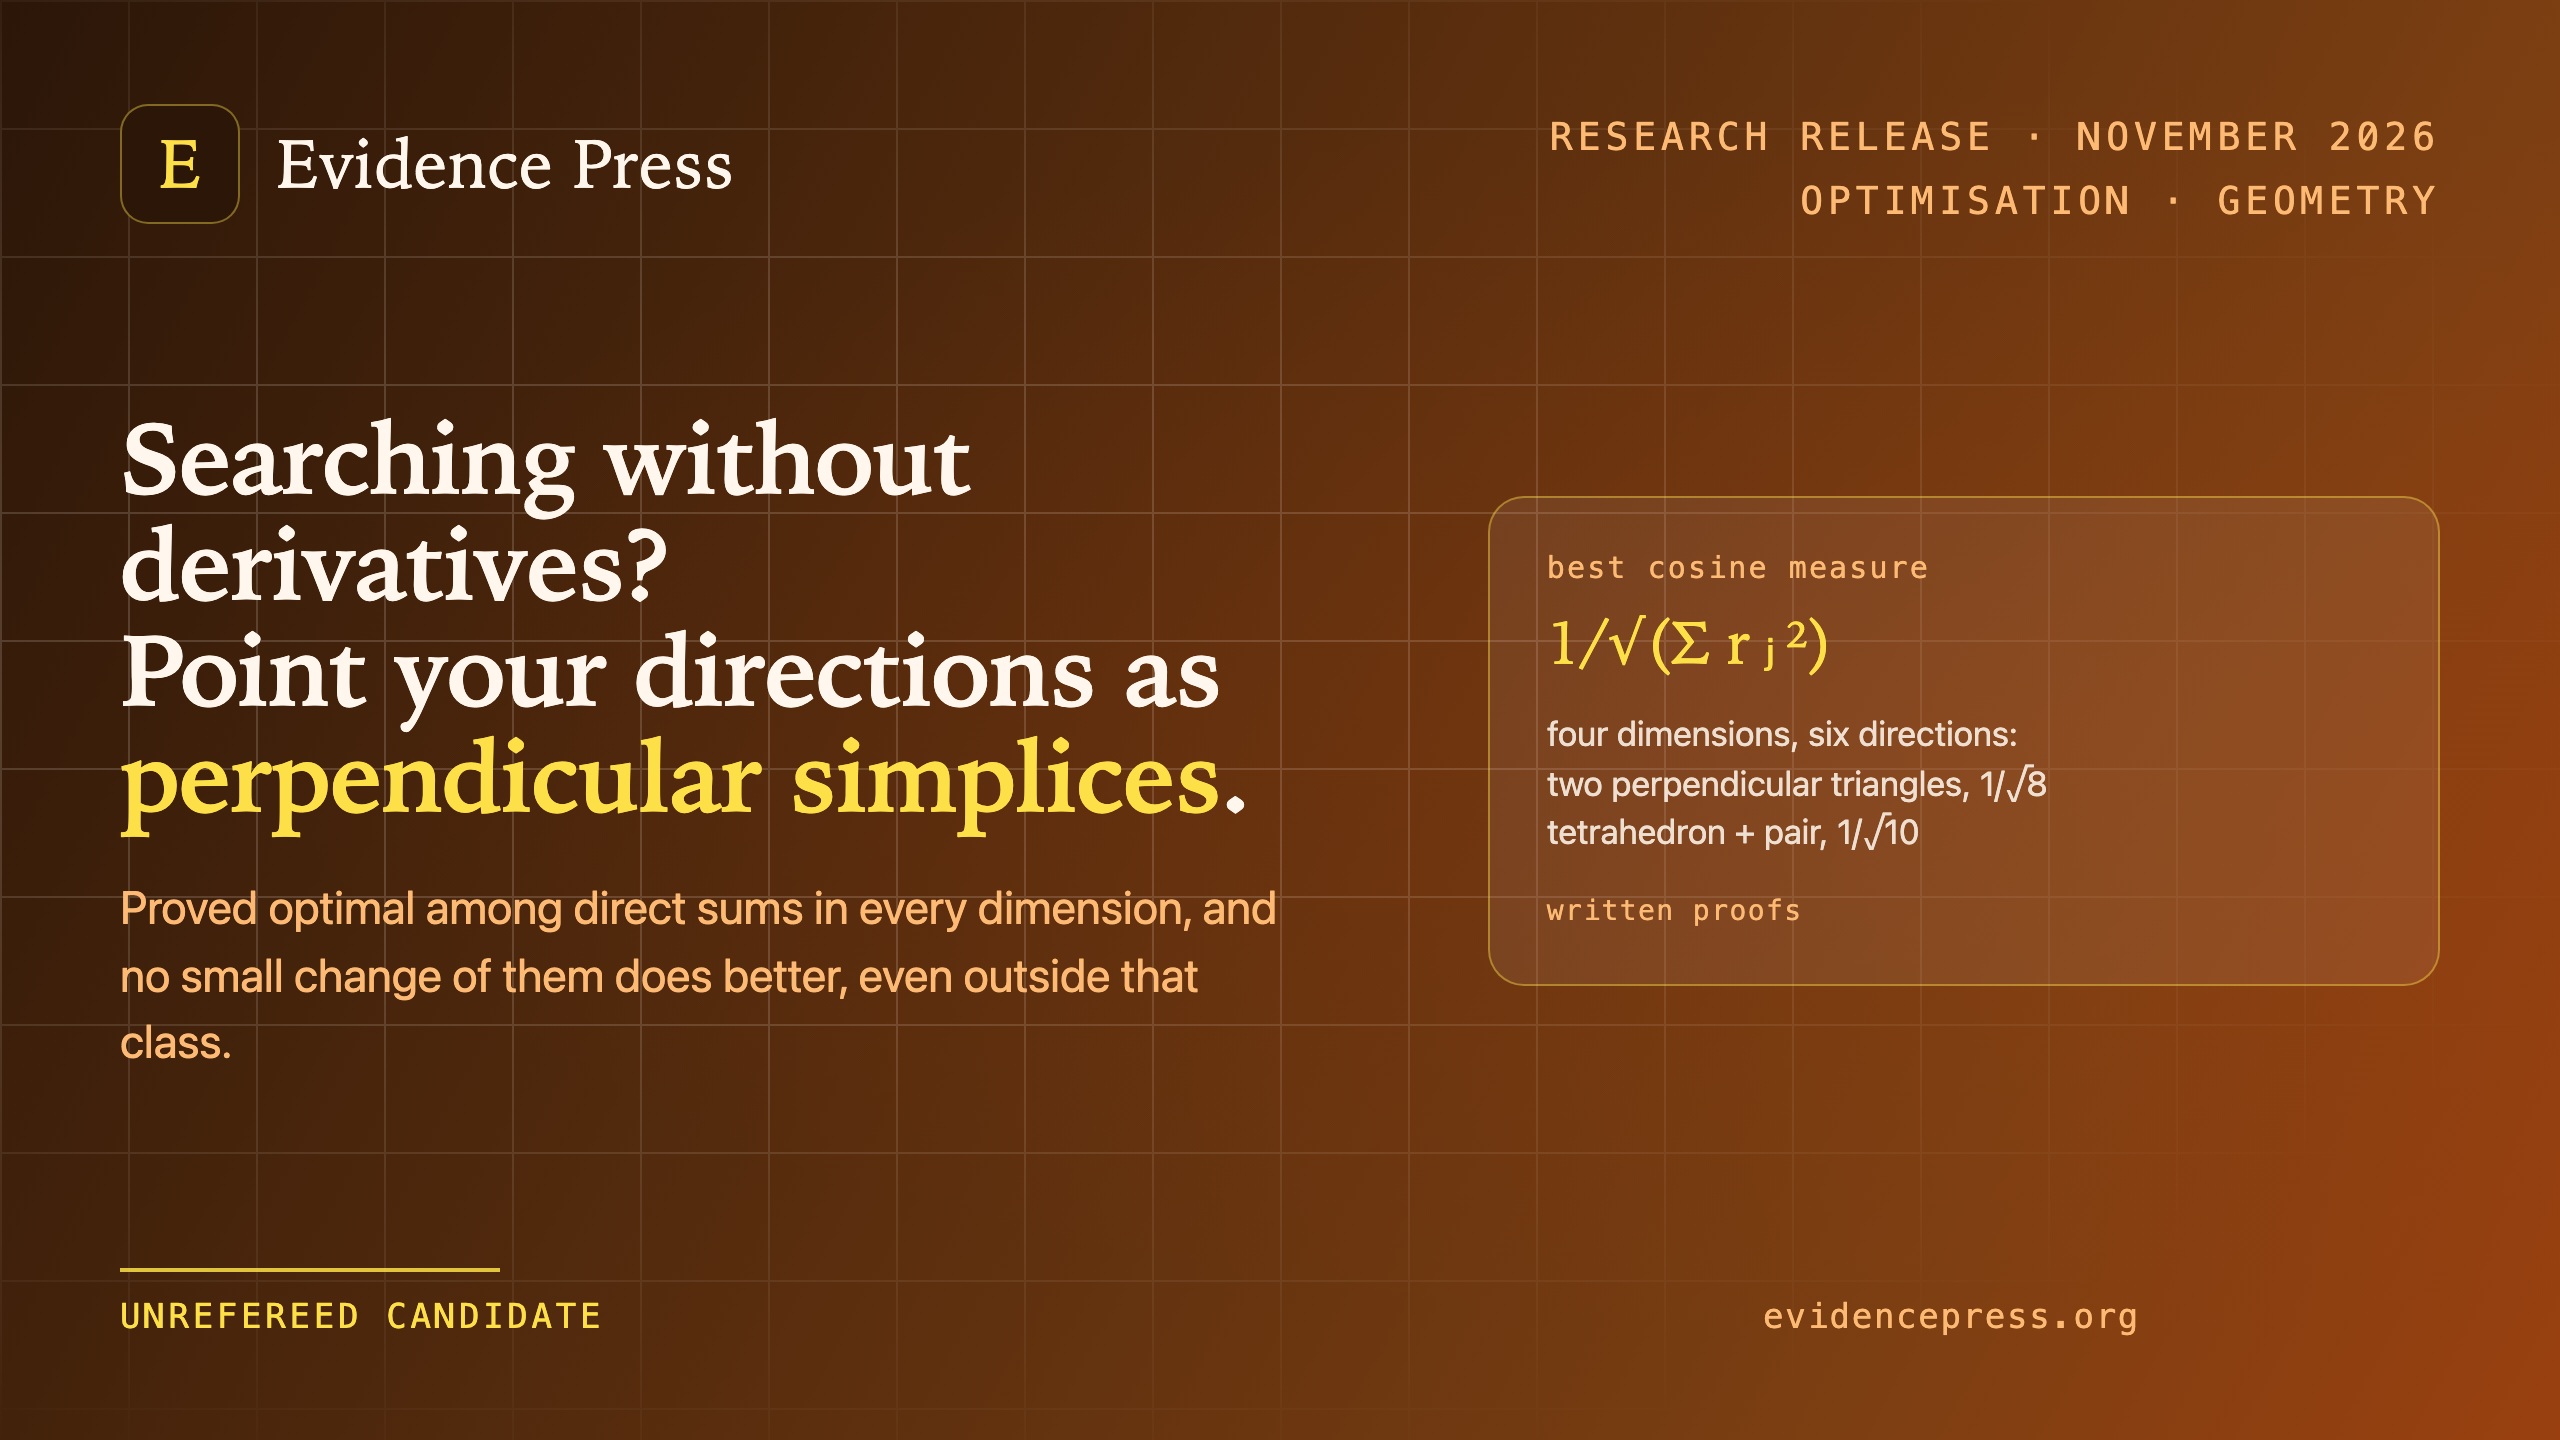 E
Evidence Press
RESEARCH RELEASE · NOVEMBER 2026
OPTIMISATION · GEOMETRY
Searching without
derivatives?
Point your directions as
perpendicular simplices.
Proved optimal among direct sums in every dimension, and
no small change of them does better, even outside that
class.
best cosine measure
1/√(Σ r ⱼ ²)
four dimensions, six directions:
two perpendicular triangles, 1/√8
tetrahedron + pair, 1/√10
written proofs
UNREFEREED CANDIDATE
evidencepress.org